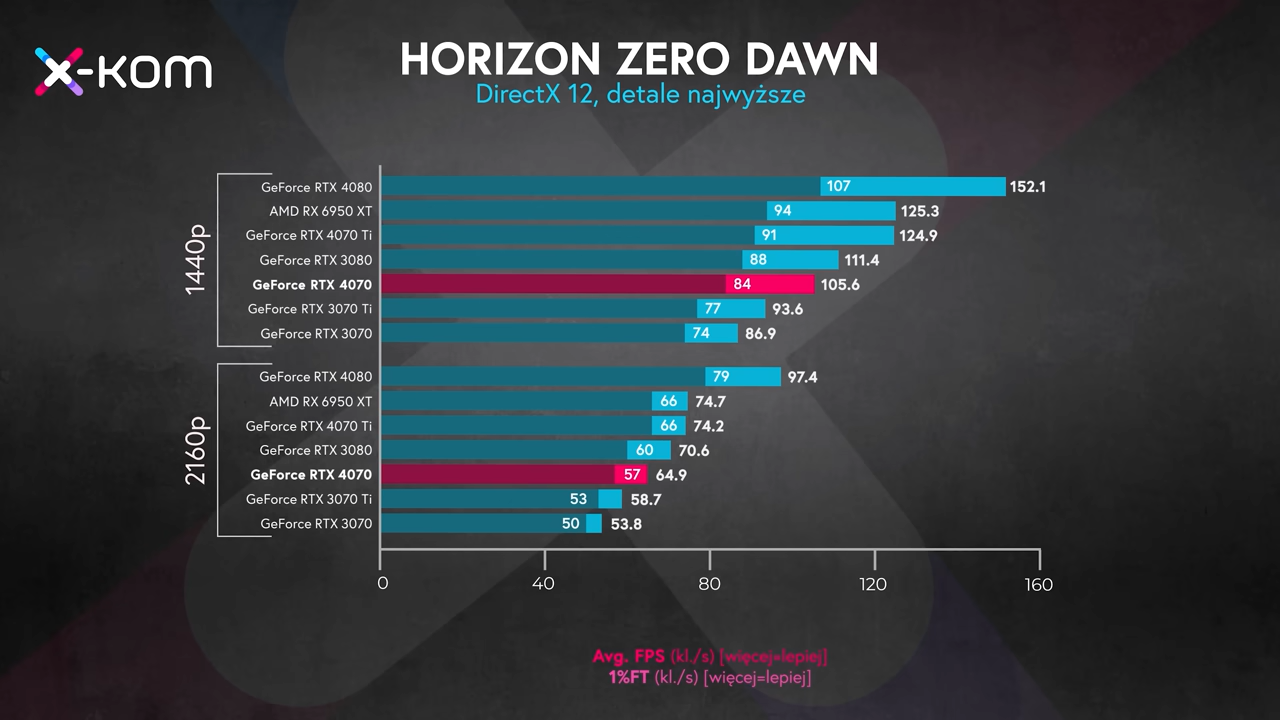 x-kom
HORIZON ZERO DAWN
DirectX 12, detale najwyższe
1440p
GeForce RTX 4080 107 152.1
AMD RX 6950 XT 94 125.3
GeForce RTX 4070 Ti 91 124.9
GeForce RTX 3080 88 111.4
GeForce RTX 4070 84 105.6
GeForce RTX 3070 Ti 77 93.6
GeForce RTX 3070 74 86.9
2160p
GeForce RTX 4080 79 97.4
AMD RX 6950 XT 66 74.7
GeForce RTX 4070 Ti 66 74.2
GeForce RTX 3080 60 70.6
GeForce RTX 4070 57 64.9
GeForce RTX 3070 Ti 53 58.7
GeForce RTX 3070 50 53.8
0 40 80 120 160
Avg. FPS (kl./s) [więcej=lepiej]
1%FT (kl./s) [więcej=lepiej]